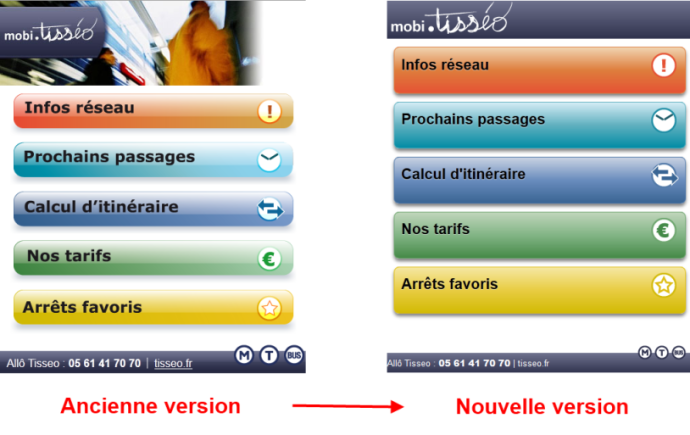 mobi.tisséo
Infos réseau
Prochains passages
Calcul d'itinéraire
Nos tarifs
Arrêts favoris
Allô Tisseo : 05 61 41 70 70 | tisseo.fr
M T BUS
Ancienne version
mobi.tisséo
Infos réseau
Prochains passages
Calcul d'itinéraire
Nos tarifs
Arrêts favoris
Allô Tisseo : 05 61 41 70 70 | tisseo.fr
M T BUS
Nouvelle version